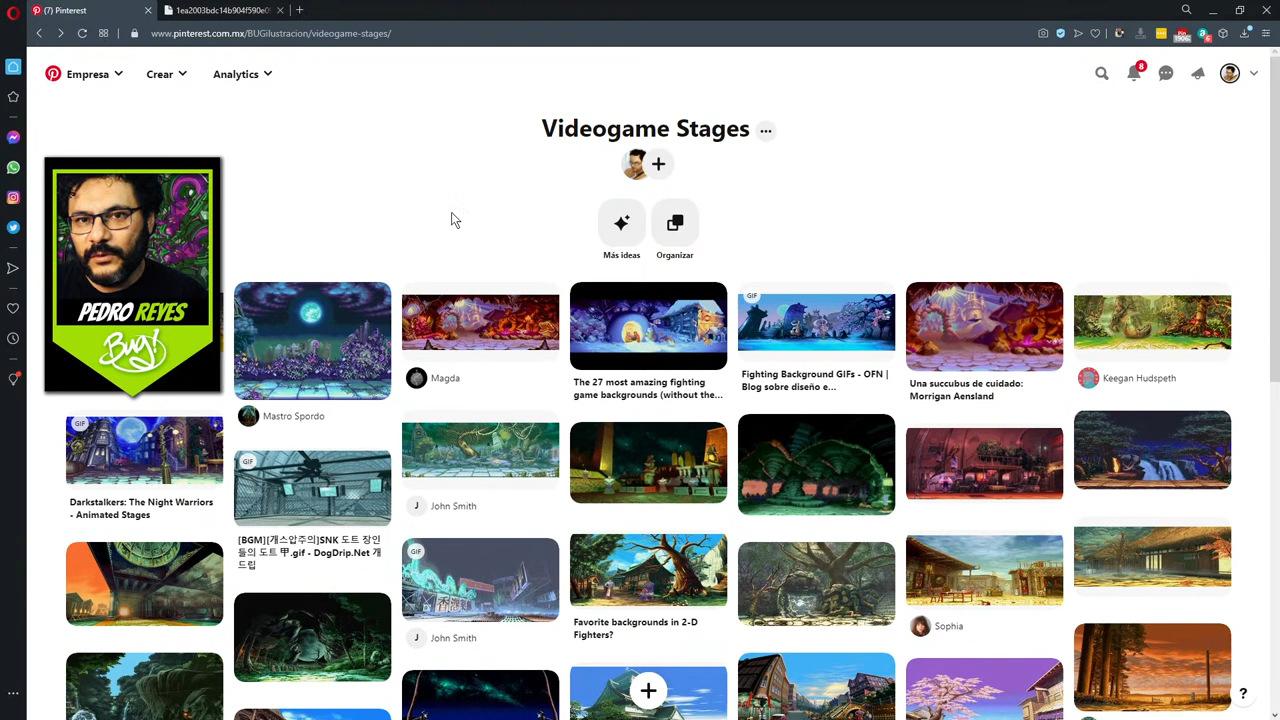 (7) Pinterest
1ea2003bdc14b904f590e0
www.pinterest.com.mx/BUGilustracion/videogame-stages/
1906
6
Empresa
Crear
Analytics
8
Videogame Stages
Más ideas
Organizar
PEDRO REYES
Bug!
Mastro Spordo
Magda
The 27 most amazing fighting
game backgrounds (without the...
GIF
Fighting Background GIFs - OFN |
Blog sobre diseño e...
Una succubus de cuidado:
Morrigan Aensland
Keegan Hudspeth
GIF
Darkstalkers: The Night Warriors
- Animated Stages
GIF
[BGM][개스압주의]SNK 도트 장인
들의 도트 甲.gif - DogDrip.Net 개
드립
J
John Smith
GIF
J
John Smith
Favorite backgrounds in 2-D
Fighters?
Sophia
?